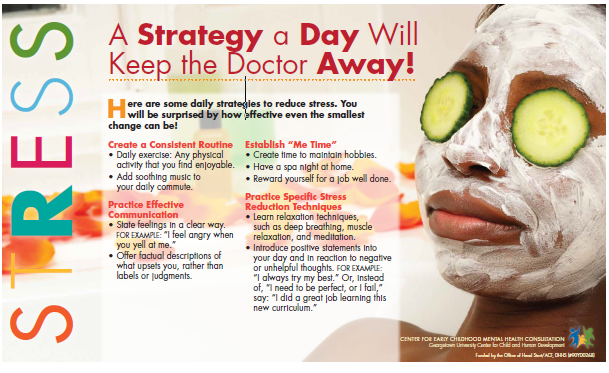 STRESS
A Strategy a Day Will
Keep the Doctor Away!
Here are some daily strategies to reduce stress. You
will be surprised by how effective even the smallest
change can be!
Create a Consistent Routine
• Daily exercise: Any physical
activity that you find enjoyable.
• Add soothing music to
your daily commute.
Practice Effective
Communication
• State feelings in a clear way.
FOR EXAMPLE: "I feel angry when
you yell at me."
• Offer factual descriptions of
what upsets you, rather than
labels or judgments.
Establish "Me Time"
• Create time to maintain hobbies.
• Have a spa night at home.
• Reward yourself for a job well done.
Practice Specific Stress
Reduction Techniques
• Learn relaxation techniques,
such as deep breathing, muscle
relaxation, and meditation.
• Introduce positive statements into
your day and in reaction to negative
or unhelpful thoughts. FOR EXAMPLE:
"I always try my best." Or, instead
of, "I need to be perfect, or I fail,"
say: "I did a great job learning this
new curriculum."
CENTER FOR EARLY CHILDHOOD MENTAL HEALTH CONSULTATION
Georgetown University Center for Child and Human Development
Funded by the Office of Head Start/ACF, DHHS (#90YD0268)